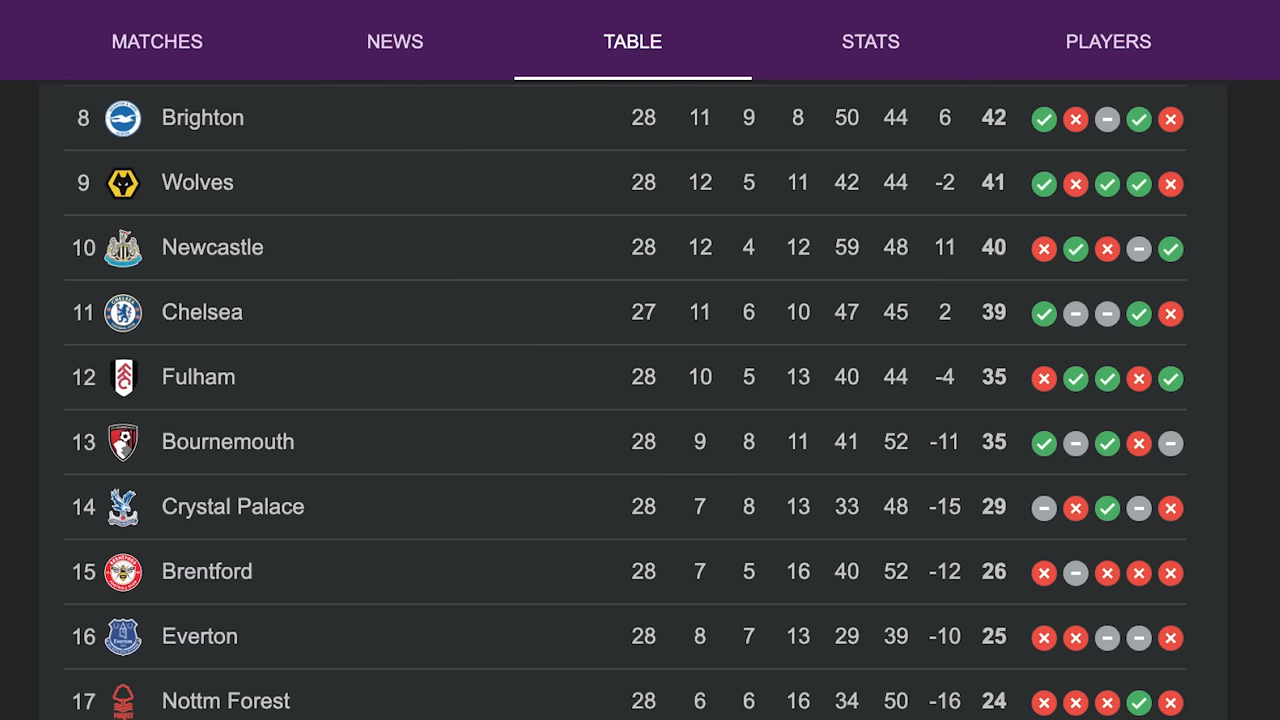 MATCHES NEWS TABLE STATS PLAYERS
8 Brighton 28 11 9 8 50 44 6 42
9 Wolves 28 12 5 11 42 44 -2 41
10 Newcastle 28 12 4 12 59 48 11 40
11 Chelsea 27 11 6 10 47 45 2 39
12 Fulham 28 10 5 13 40 44 -4 35
13 Bournemouth 28 9 8 11 41 52 -11 35
14 Crystal Palace 28 7 8 13 33 48 -15 29
15 Brentford 28 7 5 16 40 52 -12 26
16 Everton 28 8 7 13 29 39 -10 25
17 Nottm Forest 28 6 6 16 34 50 -16 24